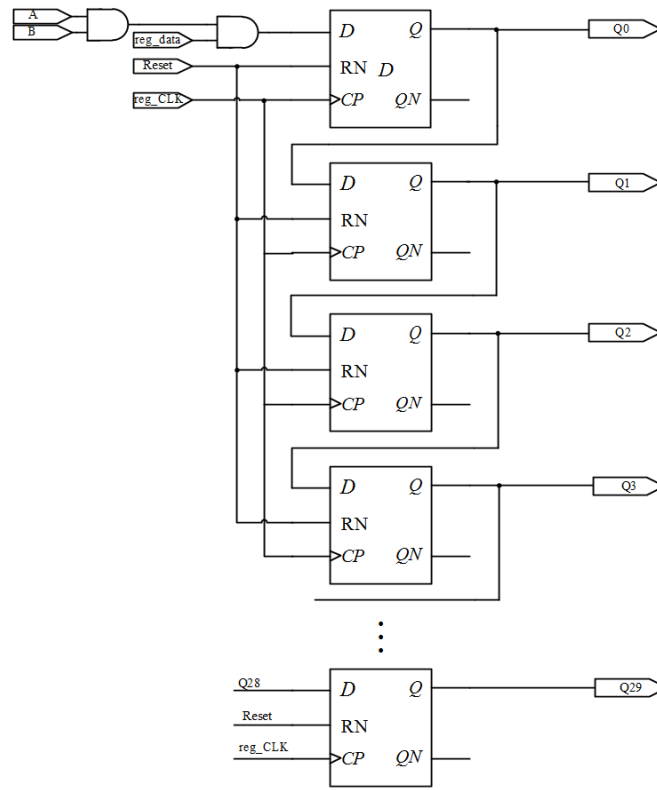 A
B
reg_data
Reset
reg_CLK
D Q
RN D
CP QN
Q0
D Q
RN
CP QN
Q1
D Q
RN
CP QN
Q2
D Q
RN
CP QN
Q3
Q28
Reset
reg_CLK
D Q
RN
CP QN
Q29